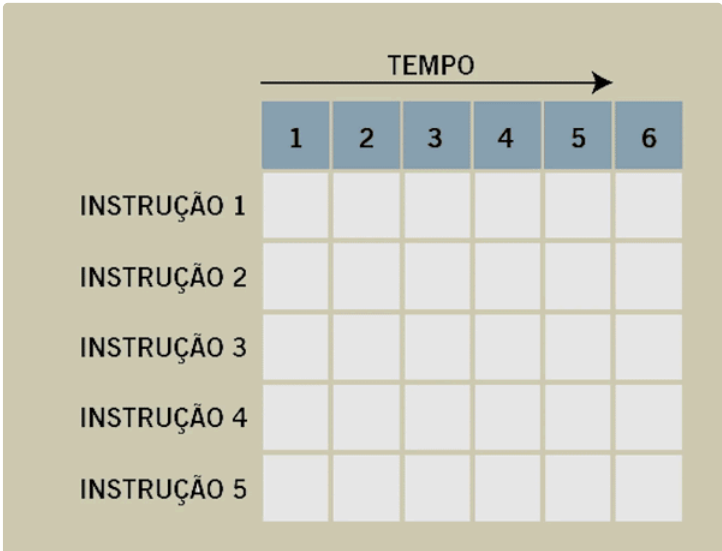 TEMPO
1 2 3 4 5 6
INSTRUÇÃO 1
INSTRUÇÃO 2
INSTRUÇÃO 3
INSTRUÇÃO 4
INSTRUÇÃO 5